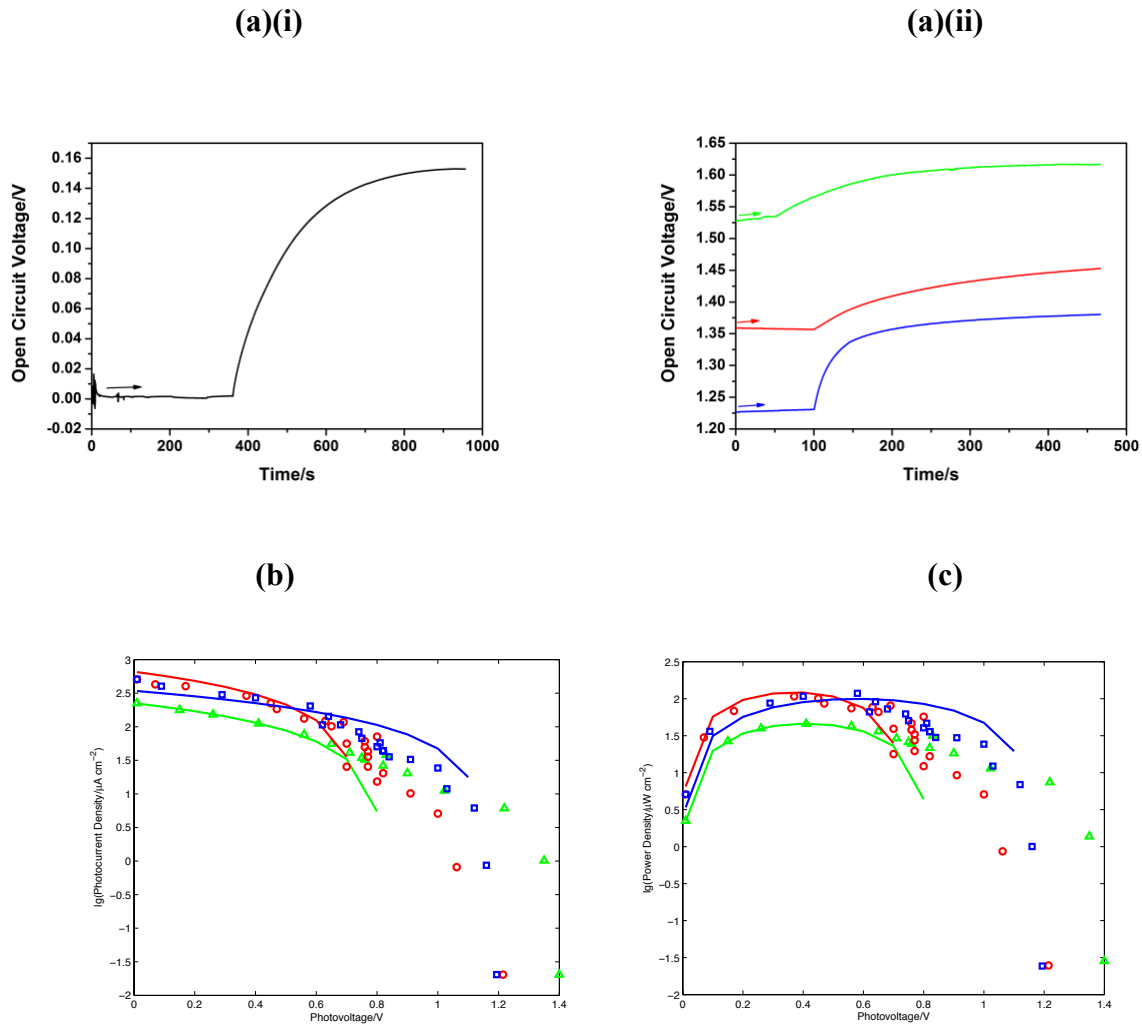 (a)(i)
(a)(ii)
0.16
0.14
0.12
0.10
0.08
0.06
0.04
0.02
0.00
-0.02
Open Circuit Voltage/V
0 200 400 600 800 1000
Time/s
1.65
1.60
1.55
1.50
1.45
1.40
1.35
1.30
1.25
1.20
Open Circuit Voltage/V
0 100 200 300 400 500
Time/s
(b)
(c)
3
2.5
2
1.5
1
0.5
0
−0.5
−1
−1.5
−2
lg(Photocurrent Density/μA cm−2)
0 0.2 0.4 0.6 0.8 1 1.2 1.4
Photovoltage/V
3
2.5
2
1.5
1
0.5
0
−0.5
−1
−1.5
−2
lg(Power Density/μW cm−2)
0 0.2 0.4 0.6 0.8 1 1.2 1.4
Photovoltage/V